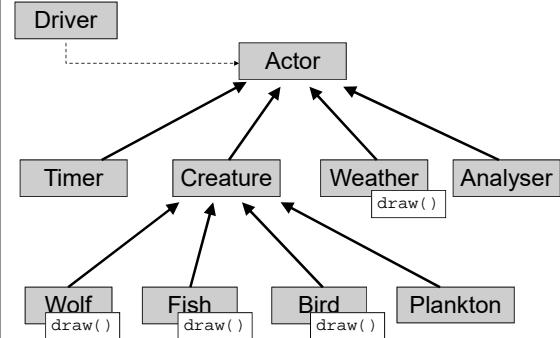 Driver
Actor
Timer
Creature
Weather
Analyser
draw()
Wolf
Fish
Bird
Plankton
draw()
draw()
draw()